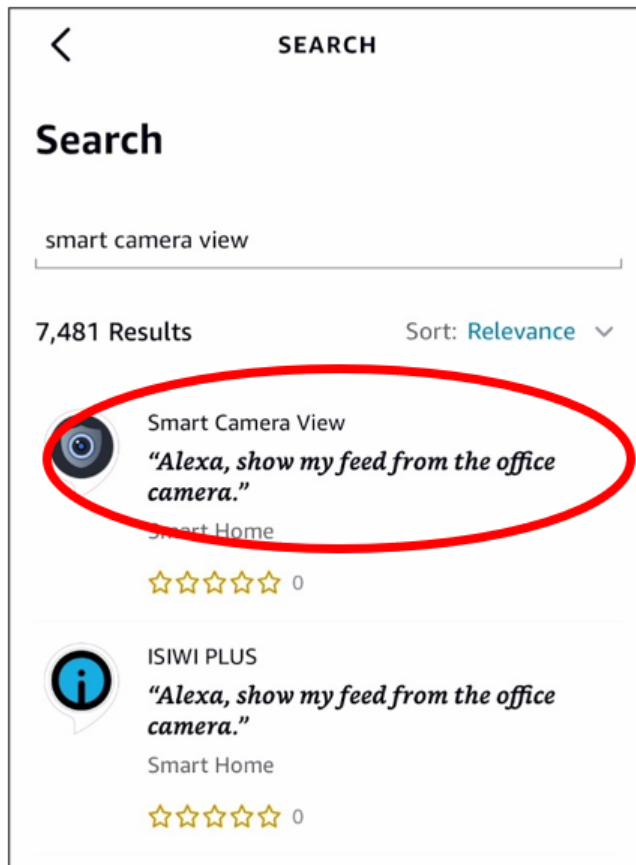 SEARCH
Search
smart camera view
7,481 Results
Sort: Relevance
Smart Camera View
“Alexa, show my feed from the office
camera.”
Smart Home
0
ISIWI PLUS
“Alexa, show my feed from the office
camera.”
Smart Home
0